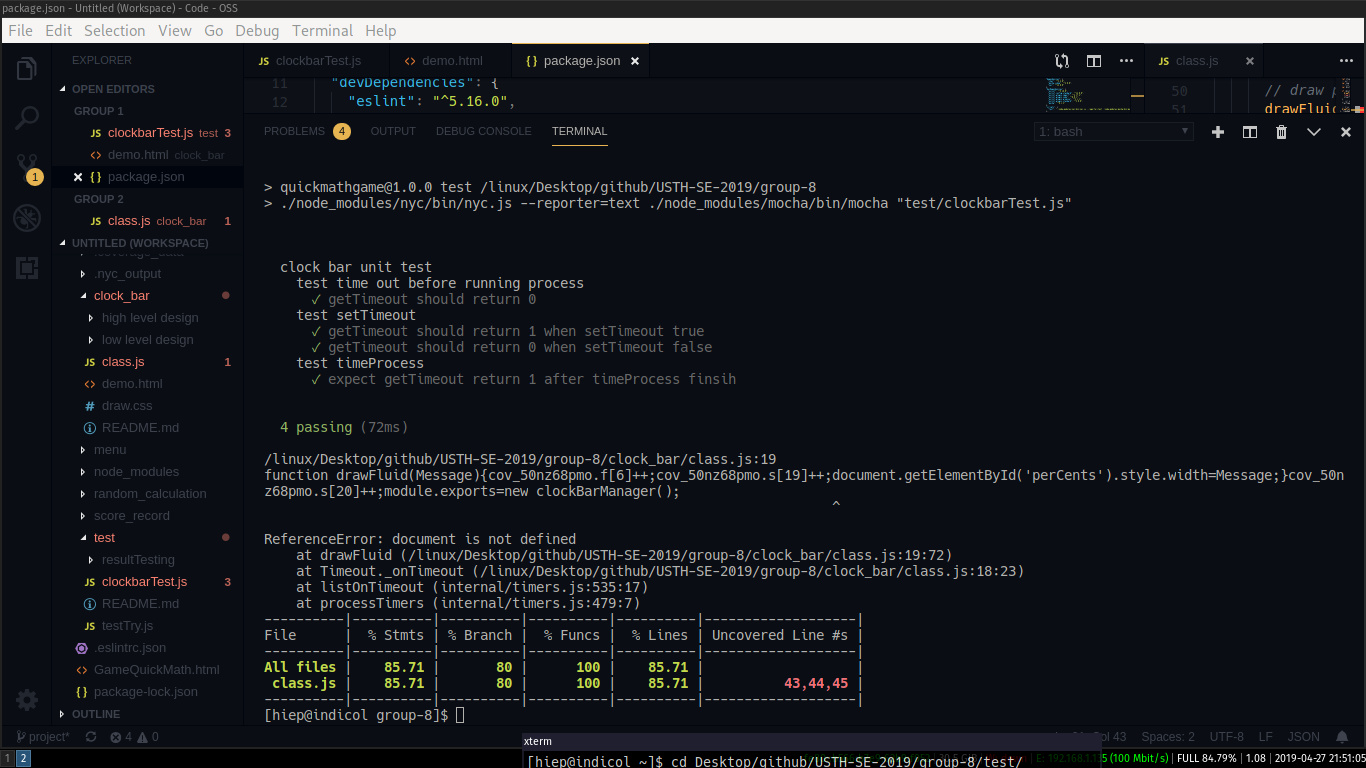 package.json - Untitled (Workspace) - Code - OSS
File Edit Selection View Go Debug Terminal Help
EXPLORER
OPEN EDITORS
GROUP 1
JS clockbarTest.js test 3
<> demo.html clock_bar
{} package.json
GROUP 2
JS class.js clock_bar 1
UNTITLED (WORKSPACE)
.coverage_data
.nyc_output
clock_bar
high level design
low level design
JS class.js 1
<> demo.html
# draw.css
README.md
menu
node_modules
random_calculation
score_record
test
resultTesting
JS clockbarTest.js 3
README.md
JS testTry.js
.eslintrc.json
<> GameQuickMath.html
{} package-lock.json
OUTLINE
1
JS clockbarTest.js
<> demo.html
{} package.json
JS class.js
11 "devDependencies": {
12 "eslint": "^5.16.0",
50 // draw
51 drawFluid
PROBLEMS 4 OUTPUT DEBUG CONSOLE TERMINAL
1: bash
> quickmathgame@1.0.0 test /linux/Desktop/github/USTH-SE-2019/group-8
> ./node_modules/nyc/bin/nyc.js --reporter=text ./node_modules/mocha/bin/mocha "test/clockbarTest.js"
clock bar unit test
test time out before running process
✓ getTimeout should return 0
test setTimeout
✓ getTimeout should return 1 when setTimeout true
✓ getTimeout should return 0 when setTimeout false
test timeProcess
✓ expect getTimeout return 1 after timeProcess finsih
4 passing (72ms)
/linux/Desktop/github/USTH-SE-2019/group-8/clock_bar/class.js:19
function drawFluid(Message){cov_50nz68pmo.f[6]++;cov_50nz68pmo.s[19]++;document.getElementById('perCents').style.width=Message;}cov_50n
z68pmo.s[20]++;module.exports=new clockBarManager();
^
ReferenceError: document is not defined
at drawFluid (/linux/Desktop/github/USTH-SE-2019/group-8/clock_bar/class.js:19:72)
at Timeout._onTimeout (/linux/Desktop/github/USTH-SE-2019/group-8/clock_bar/class.js:18:23)
at listOnTimeout (internal/timers.js:535:17)
at processTimers (internal/timers.js:479:7)
----------|----------|----------|----------|----------|-------------------|
File | % Stmts | % Branch | % Funcs | % Lines | Uncovered Line #s |
----------|----------|----------|----------|----------|-------------------|
All files | 85.71 | 80 | 100 | 85.71 | |
class.js | 85.71 | 80 | 100 | 85.71 | 43,44,45 |
----------|----------|----------|----------|----------|-------------------|
[hiep@indicol group-8]$
project* 4 0
Col 43 Spaces: 2 UTF-8 LF JSON
xterm
[hiep@indicol ~]$ cd Desktop/github/USTH-SE-2019/group-8/test/
1 2
(100 Mbit/s) | FULL 84.79% | 1.08 | 2019-04-27 21:51:05